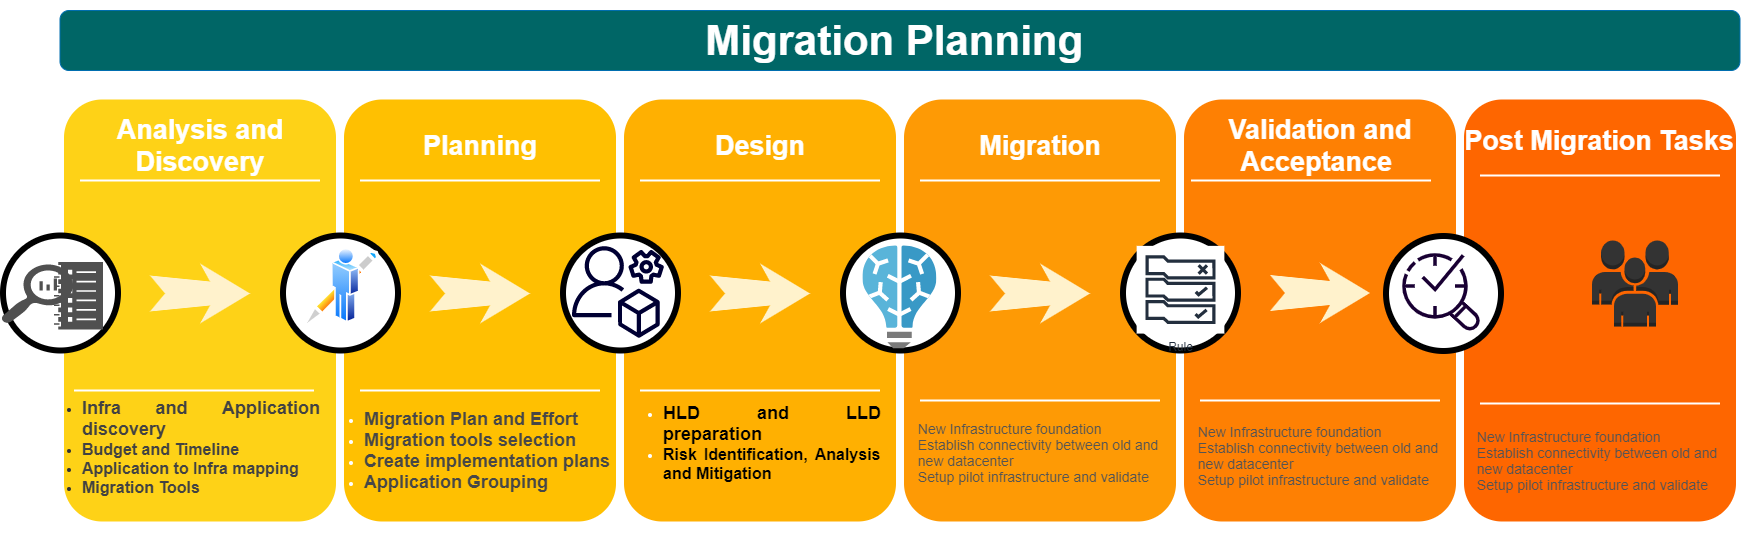 Migration Planning
Analysis and
Discovery
Planning
Design
Migration
Validation and
Acceptance
Post Migration Tasks
Rule
• Infra and Application
discovery
• Budget and Timeline
• Application to Infra mapping
• Migration Tools
• Migration Plan and Effort
• Migration tools selection
• Create implementation plans
• Application Grouping
• HLD and LLD
preparation
• Risk Identification, Analysis
and Mitigation
New Infrastructure foundation
Establish connectivity between old and
new datacenter
Setup pilot infrastructure and validate
New Infrastructure foundation
Establish connectivity between old and
new datacenter
Setup pilot infrastructure and validate
New Infrastructure foundation
Establish connectivity between old and
new datacenter
Setup pilot infrastructure and validate